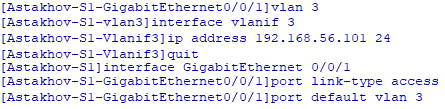 [Astakhov-S1-GigabitEthernet0/0/1]vlan 3
[Astakhov-S1-vlan3]interface vlanif 3
[Astakhov-S1-Vlanif3]ip address 192.168.56.101 24
[Astakhov-S1-Vlanif3]quit
[Astakhov-S1]interface GigabitEthernet 0/0/1
[Astakhov-S1-GigabitEthernet0/0/1]port link-type access
[Astakhov-S1-GigabitEthernet0/0/1]port default vlan 3